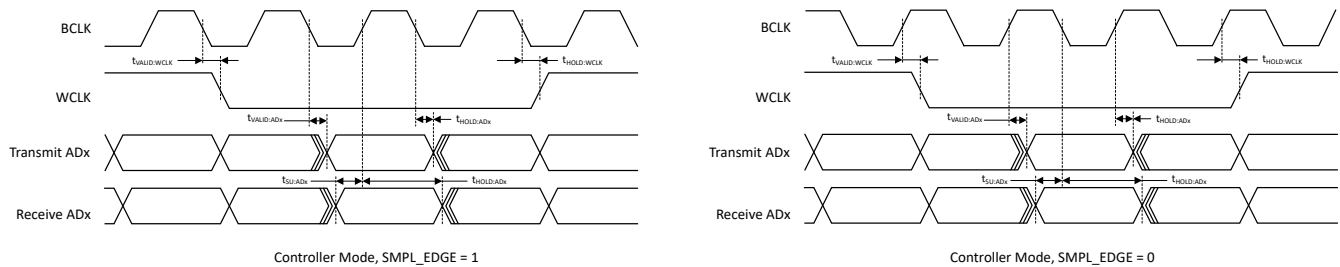 BCLK
tVALID:WCLK
tHOLD:WCLK
WCLK
tVALID:ADx
tHOLD:ADx
Transmit ADx
tSU:ADx
tHOLD:ADx
Receive ADx
Controller Mode, SMPL_EDGE = 1
BCLK
tVALID:WCLK
tHOLD:WCLK
WCLK
tVALID:ADx
tHOLD:ADx
Transmit ADx
tSU:ADx
tHOLD:ADx
Receive ADx
Controller Mode, SMPL_EDGE = 0